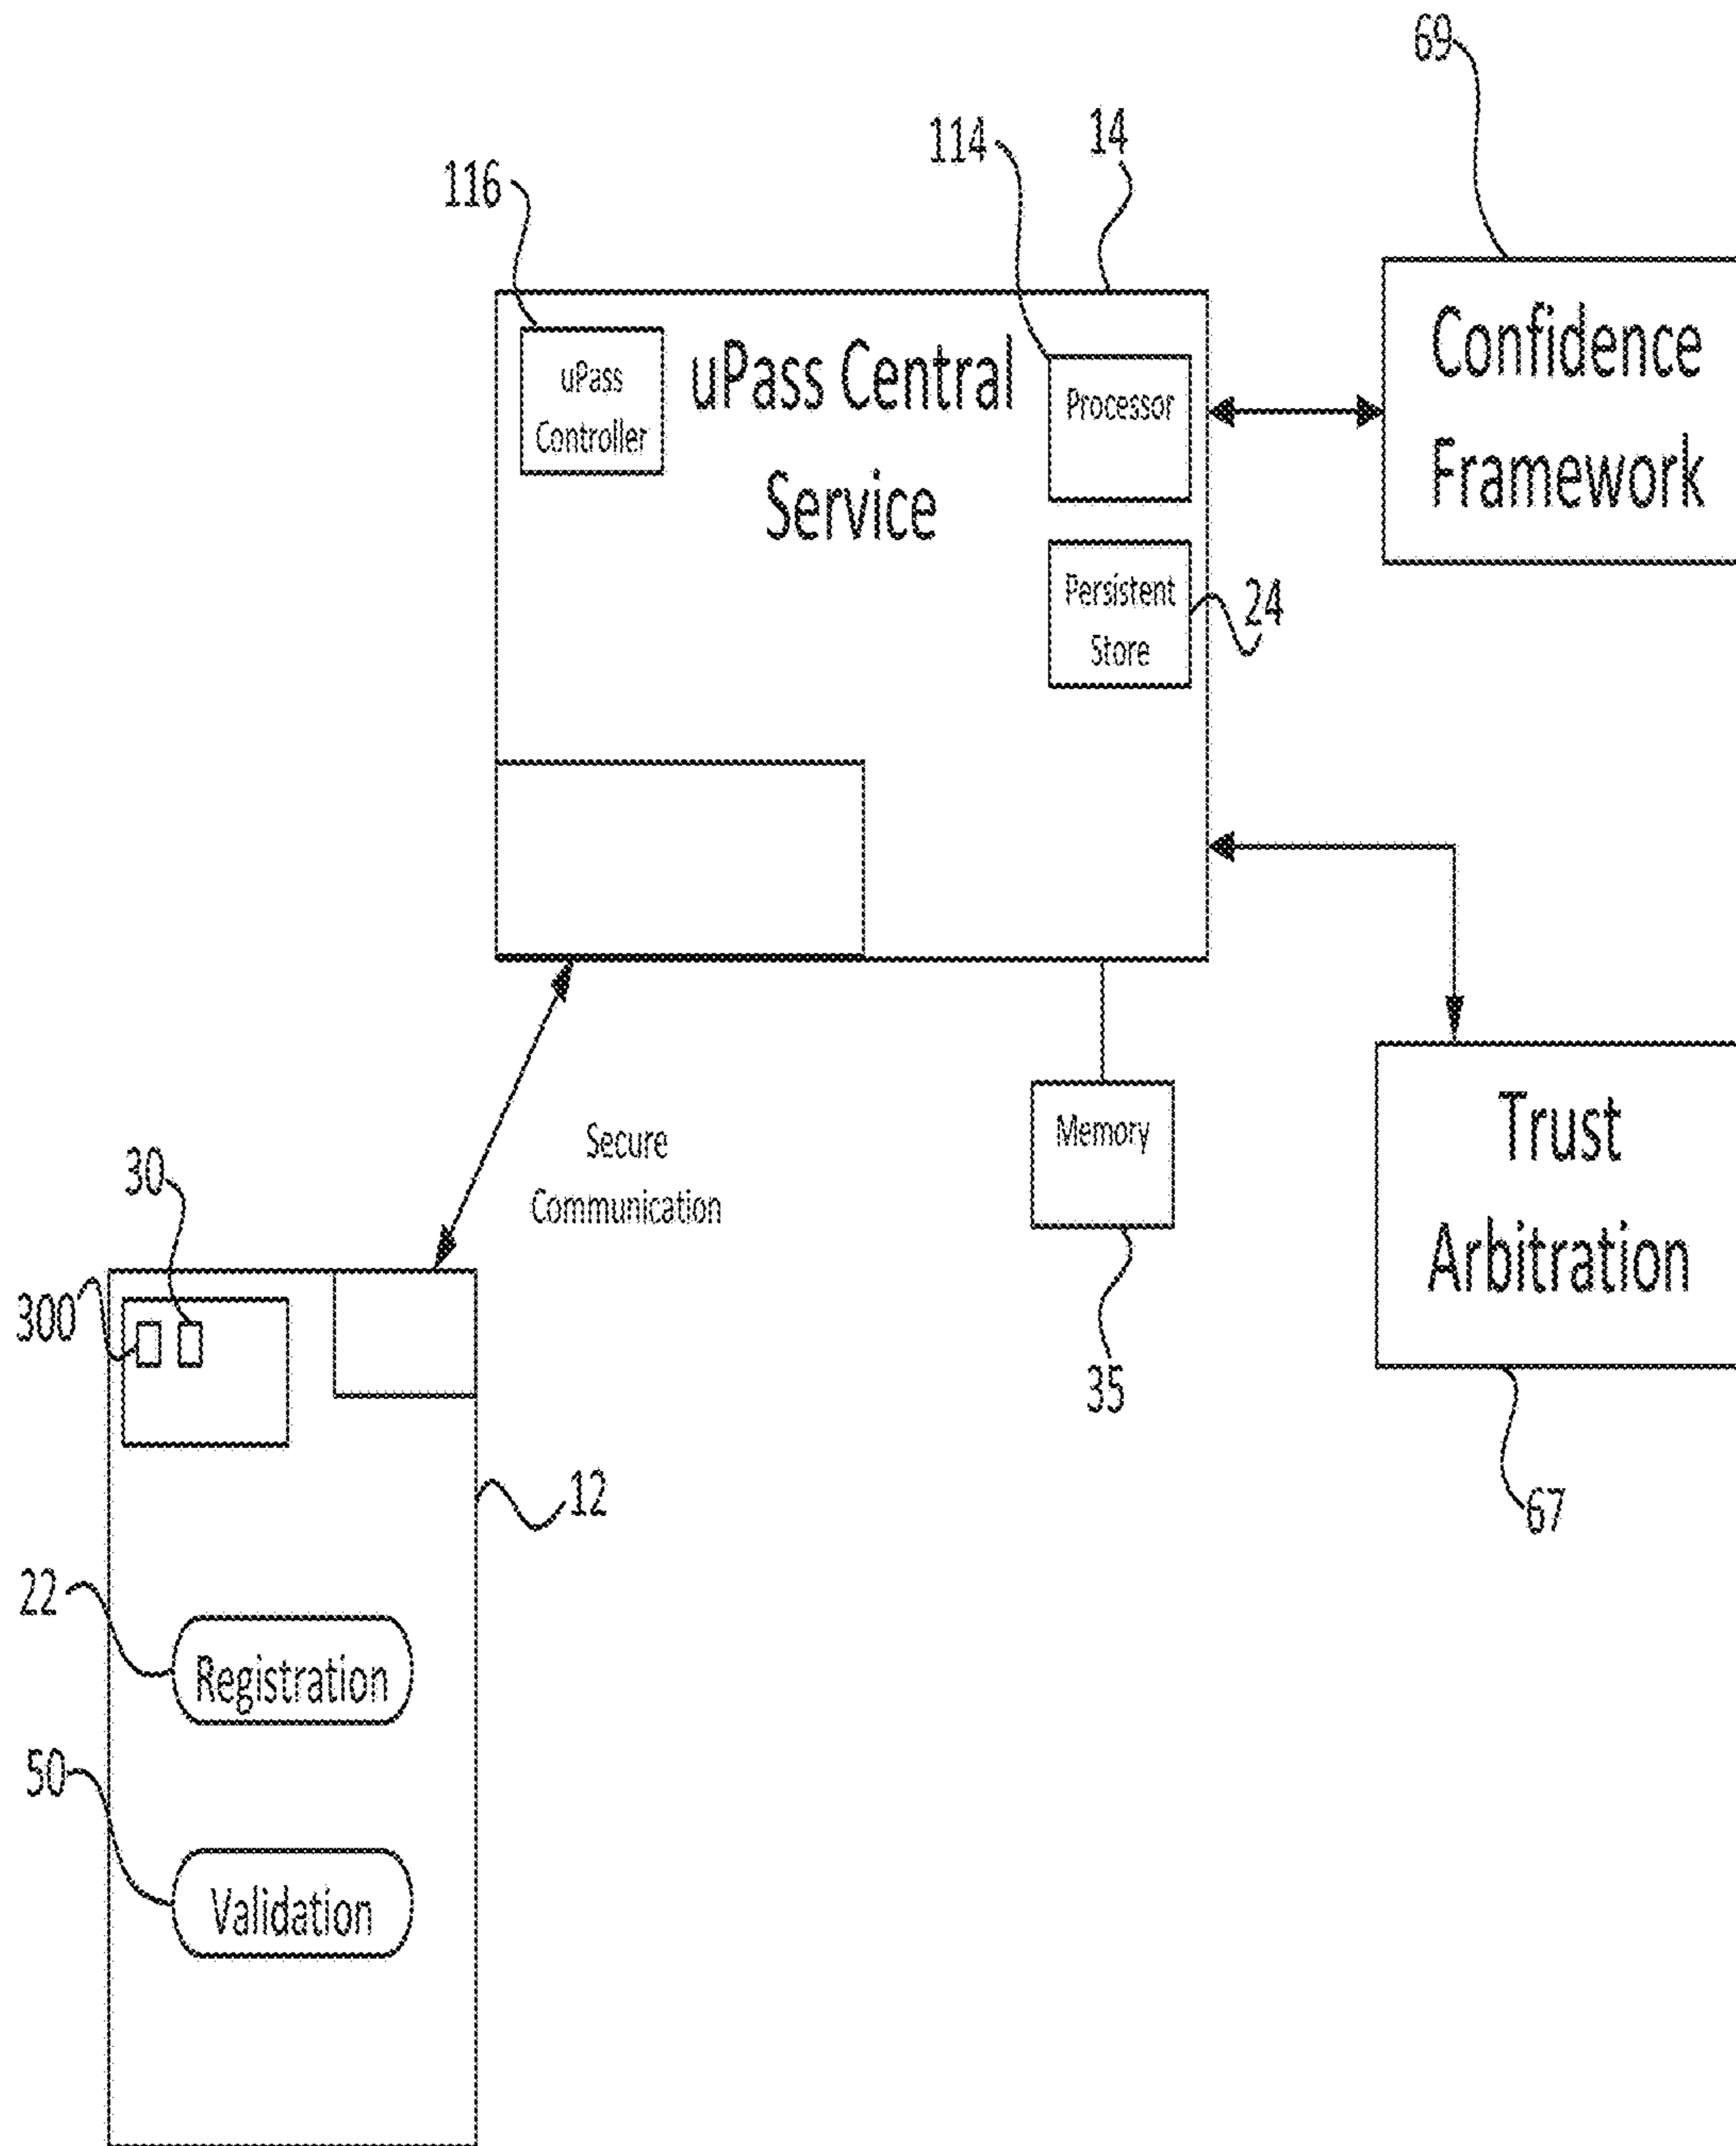 69
14
114
116
uPass
Controller
uPass Central
Service
Processor
Confidence
Framework
Persistent
Store
24
Secure
Communication
Memory
35
Trust
Arbitration
67
30
300
12
22
Registration
50
Validation